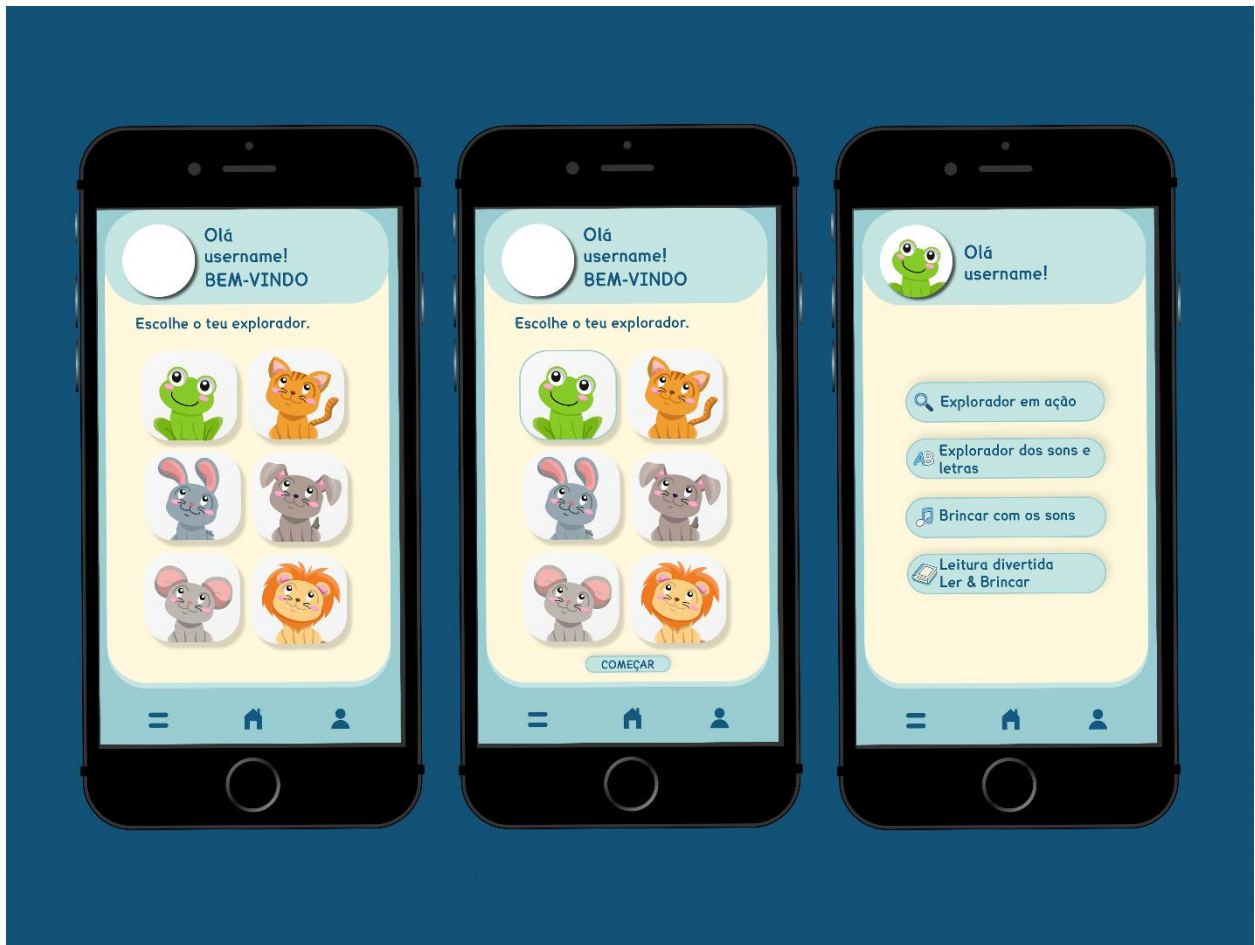 Olá
username!
BEM-VINDO
Escolhe o teu explorador.
Olá
username!
BEM-VINDO
Escolhe o teu explorador.
COMEÇAR
Olá
username!
Explorador em ação
AB
Explorador dos sons e
letras
Brincar com os sons
Leitura divertida
Ler & Brincar